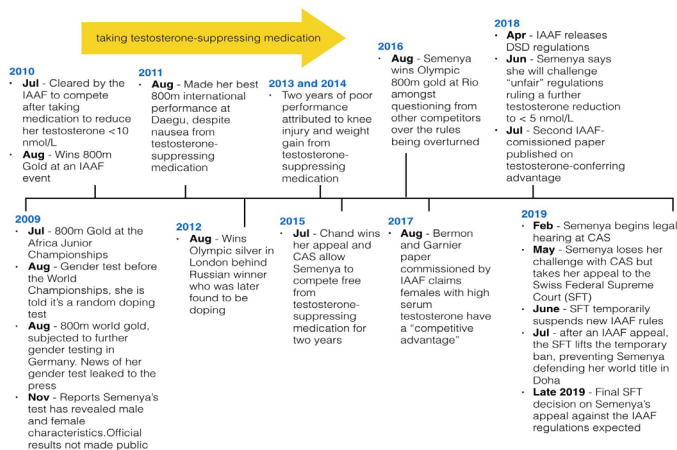 taking testosterone-suppressing medication
2010
• Jul - Cleared by the
IAAF to compete
after taking
medication to reduce
her testosterone <10
nmol/L
• Aug - Wins 800m
Gold at an IAAF
event
2011
• Aug - Made her best
800m international
performance at
Daegu, despite
nausea from
testosterone-
suppressing
medication
2013 and 2014
• Two years of poor
performance
attributed to knee
injury and weight
gain from
testosterone-
suppressing
medication
2016
• Aug - Semenya
wins Olympic
800m gold at Rio
amongst
questioning from
other competitors
over the rules
being overturned
2018
• Apr - IAAF releases
DSD regulations
• Jun - Semenya says
she will challenge
“unfair” regulations
ruling a further
testosterone reduction
to < 5 nmol/L
• Jul - Second IAAF-
comissioned paper
published on
testosterone-conferring
advantage
2009
• Jul - 800m Gold at the
Africa Junior
Championships
• Aug - Gender test before
the World
Championships, she is
told it’s a random doping
test
• Aug - 800m world gold,
subjected to further
gender testing in
Germany. News of her
gender test leaked to the
press
• Nov - Reports Semenya’s
test has revealed male
and female
characteristics.Official
results not made public
2012
• Aug - Wins
Olympic silver in
London behind
Russian winner
who was later
found to be
doping
2015
• Jul - Chand wins
her appeal and
CAS allow
Semenya to
compete free
from
testosterone-
suppressing
medication for
two years
2017
• Aug - Bermon
and Garnier
paper
commissioned by
IAAF claims
females with high
serum
testosterone have
a “competitive
advantage”
2019
• Feb - Semenya begins legal
hearing at CAS
• May - Semenya loses her
challenge with CAS but
takes her appeal to the
Swiss Federal Supreme
Court (SFT)
• June - SFT temporarily
suspends new IAAF rules
• Jul - after an IAAF appeal,
the SFT lifts the temporary
ban, preventing Semenya
defending her world title in
Doha
• Late 2019 - Final SFT
decision on Semenya’s
appeal against the IAAF
regulations expected